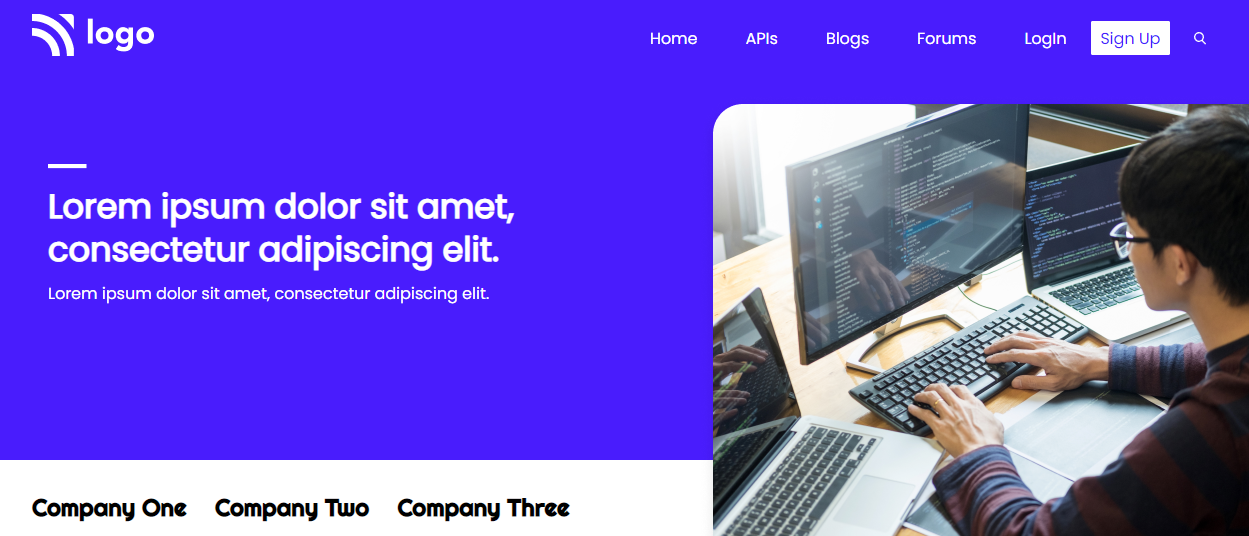 logo
Home
APIs
Blogs
Forums
LogIn
Sign Up
Lorem ipsum dolor sit amet,
consectetur adipiscing elit.
Lorem ipsum dolor sit amet, consectetur adipiscing elit.
Company One
Company Two
Company Three